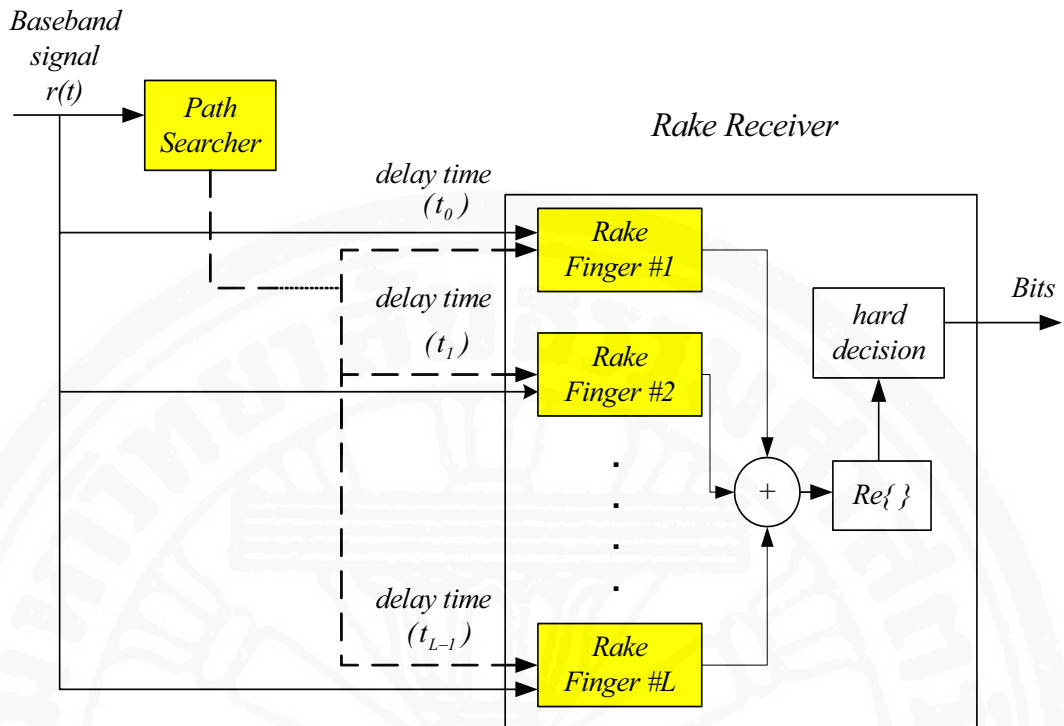 Baseband
signal
r(t)
Path
Searcher
Rake Receiver
delay time
(t₀)
Rake
Finger #1
delay time
(t₁)
Rake
Finger #2
hard
decision
Bits
.
.
.
.
+
Re{ }
delay time
(t_{L-1})
Rake
Finger #L